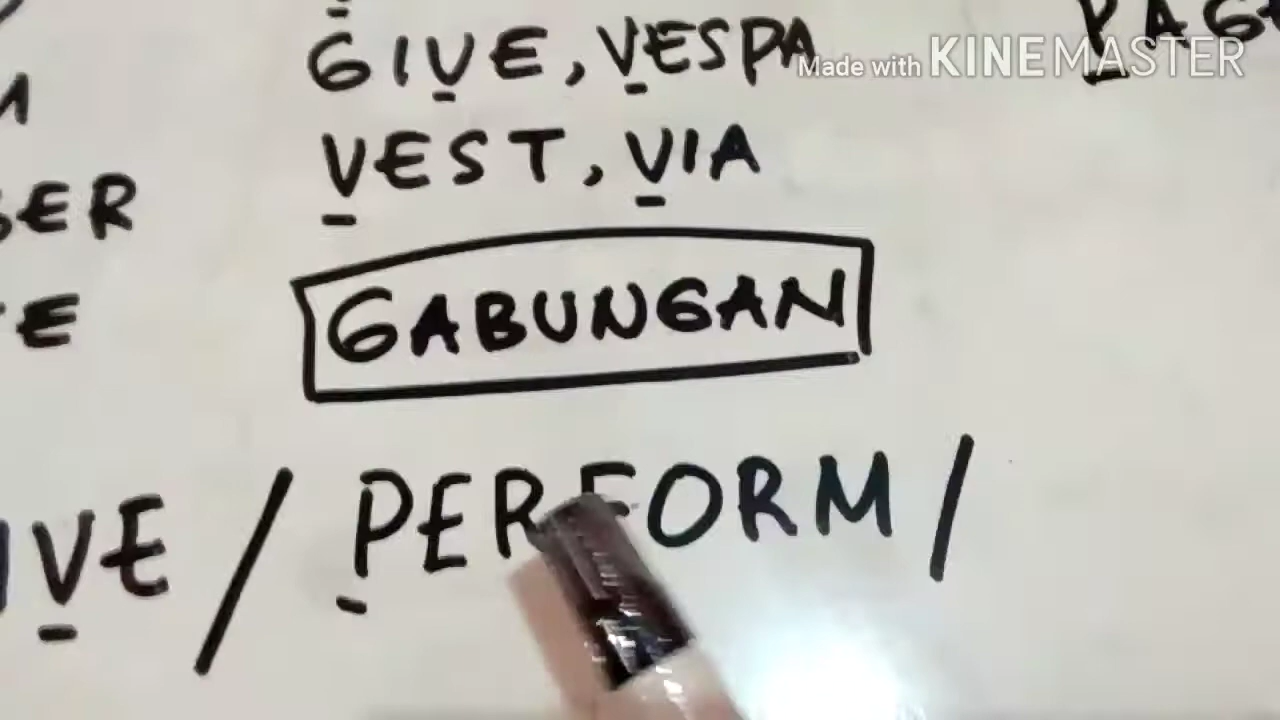 GIVE, VESPA
Made with KINEMASTER
VEST, VIA
GABUNGAN
/ PERFORM /